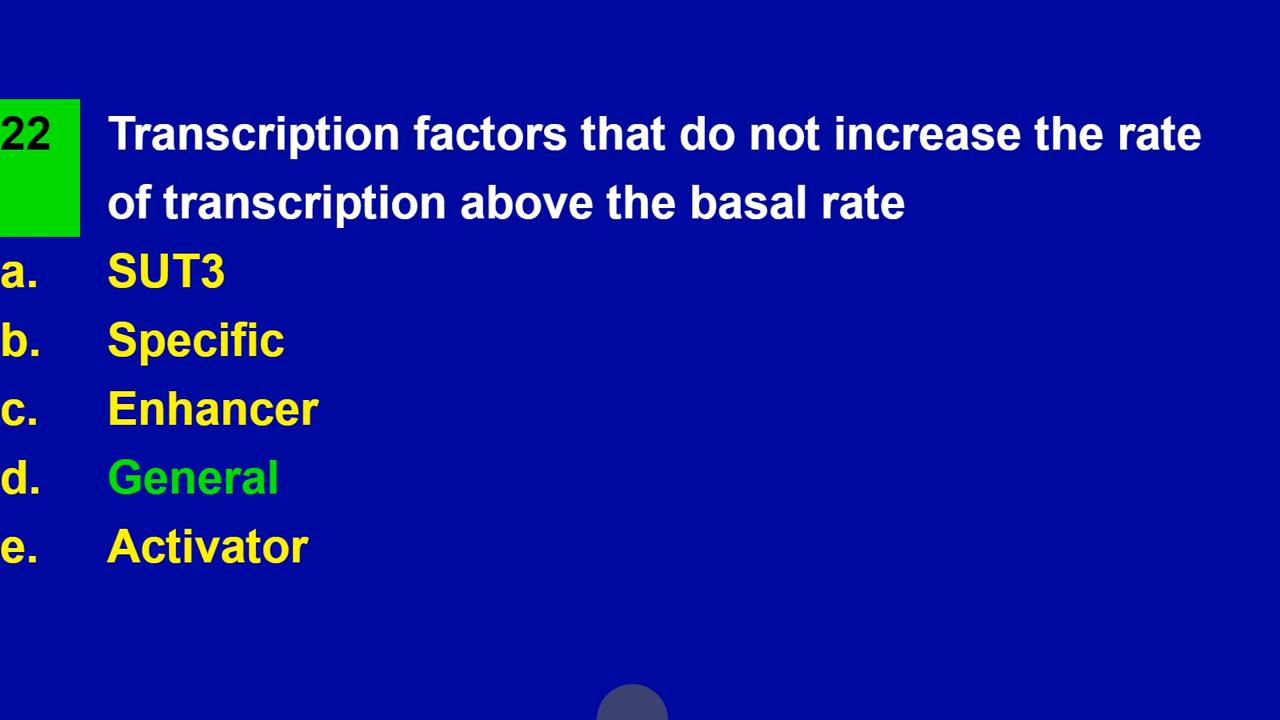 22 Transcription factors that do not increase the rate
of transcription above the basal rate
a. SUT3
b. Specific
c. Enhancer
d. General
e. Activator